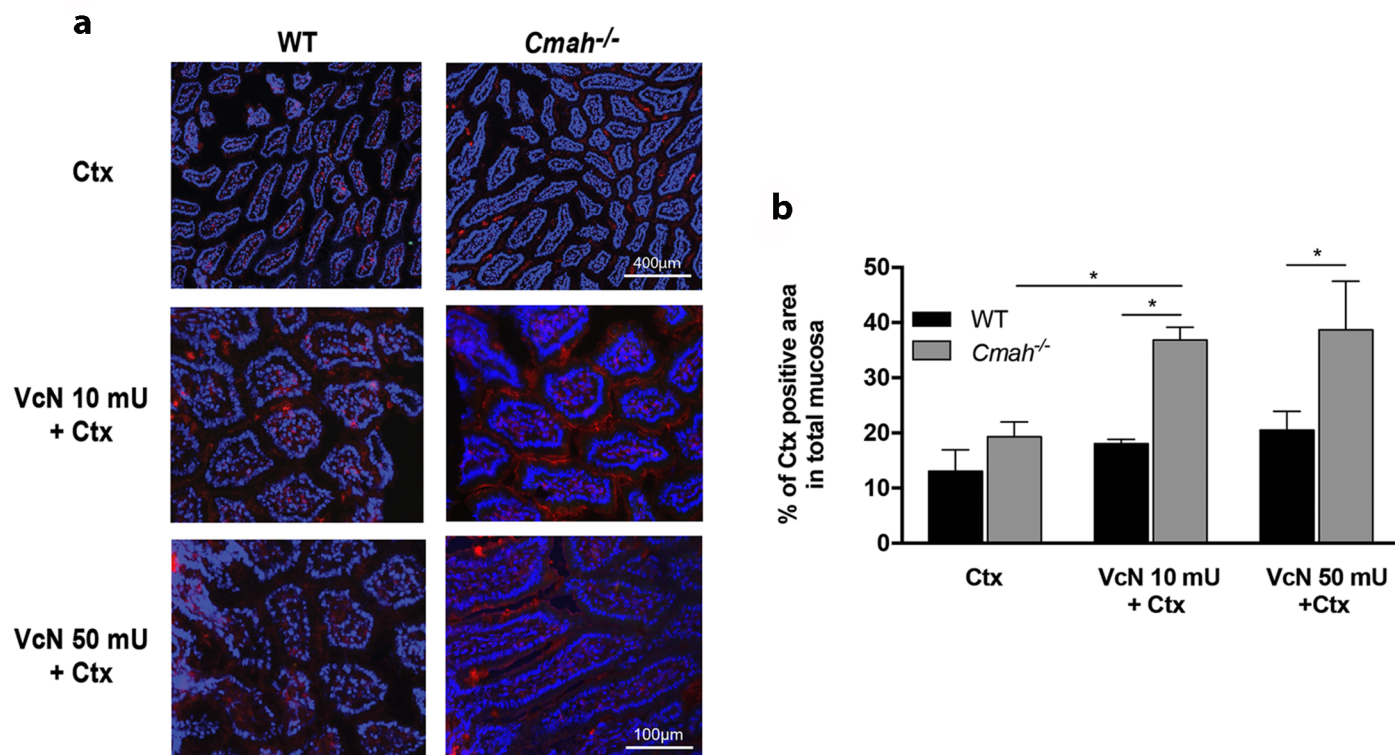 a
WT
Cmah-/-
Ctx
400µm
VcN 10 mU
+ Ctx
VcN 50 mU
+ Ctx
100µm
b
% of Ctx positive area
in total mucosa
50
40
30
20
10
0
*
*
*
WT
Cmah-/-
Ctx
VcN 10 mU
+ Ctx
VcN 50 mU
+Ctx